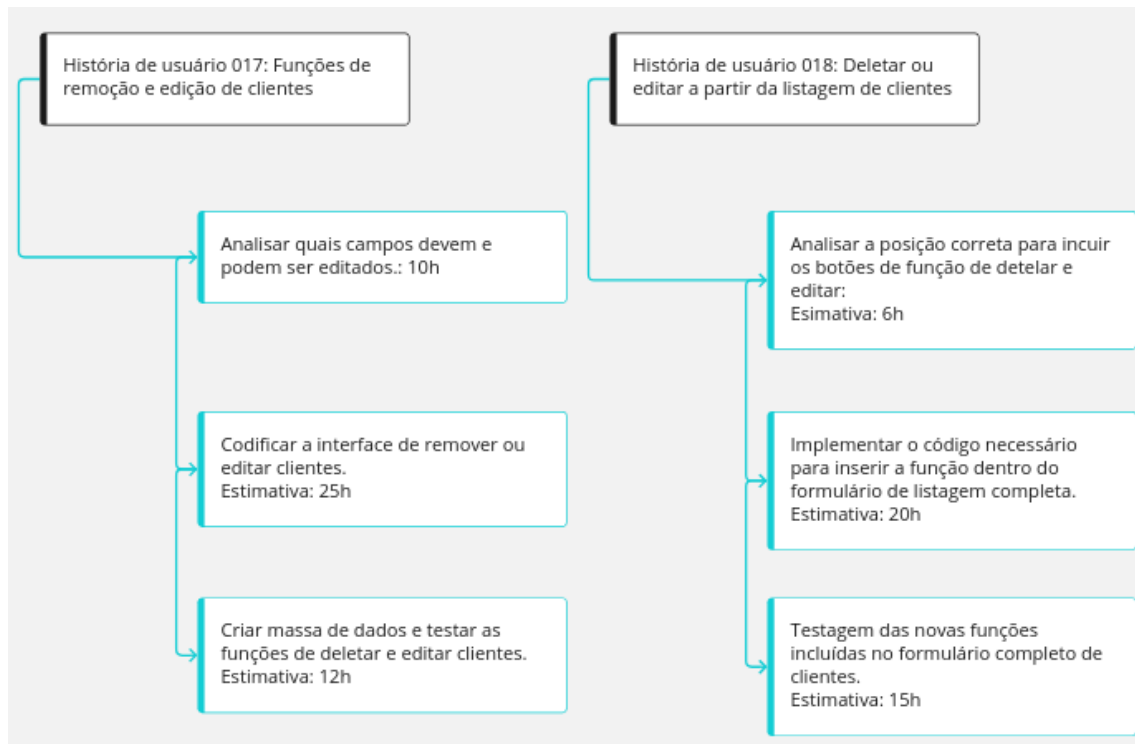 História de usuário 017: Funções de
remoção e edição de clientes
Analisar quais campos devem e
podem ser editados.: 10h
Codificar a interface de remover ou
editar clientes.
Estimativa: 25h
Criar massa de dados e testar as
funções de deletar e editar clientes.
Estimativa: 12h
História de usuário 018: Deletar ou
editar a partir da listagem de clientes
Analisar a posição correta para incuir
os botões de função de detelar e
editar:
Esimativa: 6h
Implementar o código necessário
para inserir a função dentro do
formulário de listagem completa.
Estimativa: 20h
Testagem das novas funções
incluídas no formulário completo de
clientes.
Estimativa: 15h